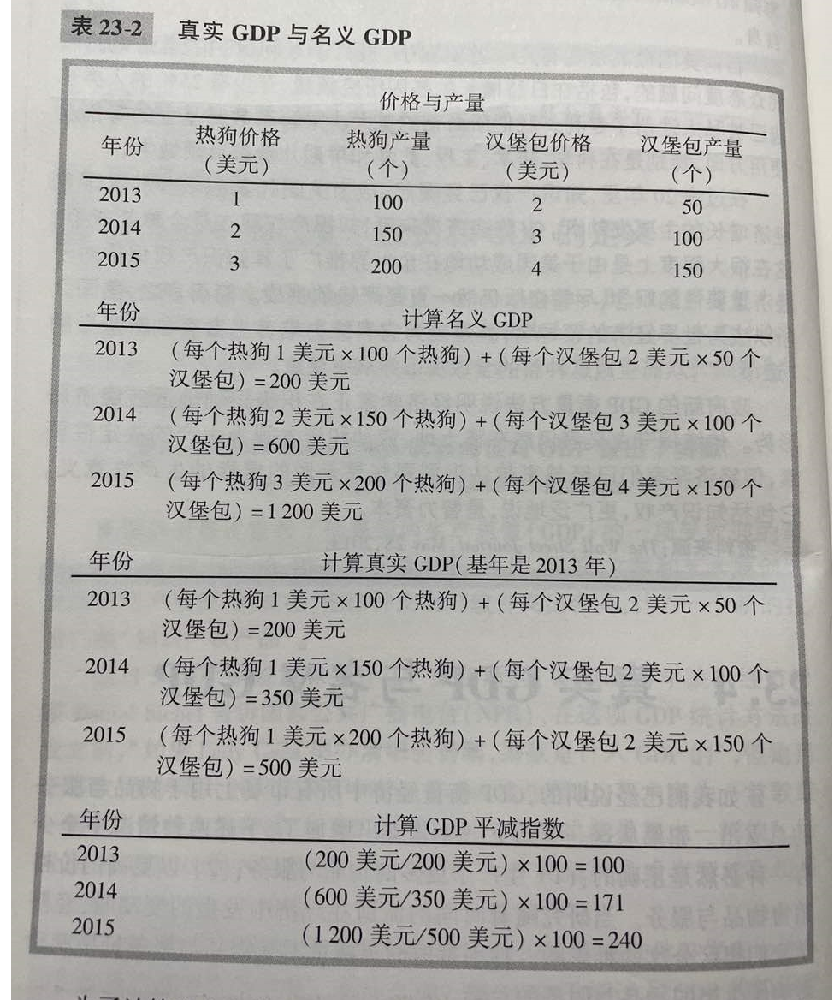 表 23-2 真实 GDP 与名义 GDP
价格与产量
年份 热狗价格（美元） 热狗产量（个） 汉堡包价格（美元） 汉堡包产量（个）
2013 1 100 2 50
2014 2 150 3 100
2015 3 200 4 150
年份 计算名义 GDP
2013 (每个热狗 1 美元×100 个热狗) + (每个汉堡包 2 美元×50 个
汉堡包) = 200 美元
2014 (每个热狗 2 美元×150 个热狗) + (每个汉堡包 3 美元×100 个
汉堡包) = 600 美元
2015 (每个热狗 3 美元×200 个热狗) + (每个汉堡包 4 美元×150 个
汉堡包) = 1 200 美元
年份 计算真实 GDP(基年是 2013 年)
2013 (每个热狗 1 美元×100 个热狗) + (每个汉堡包 2 美元×50 个
汉堡包) = 200 美元
2014 (每个热狗 1 美元×150 个热狗) + (每个汉堡包 2 美元×100 个
汉堡包) = 350 美元
2015 (每个热狗 1 美元×200 个热狗) + (每个汉堡包 2 美元×150 个
汉堡包) = 500 美元
年份 计算 GDP 平减指数
2013 (200 美元/200 美元) ×100 = 100
2014 (600 美元/350 美元) ×100 = 171
2015 (1 200 美元/500 美元) ×100 = 240